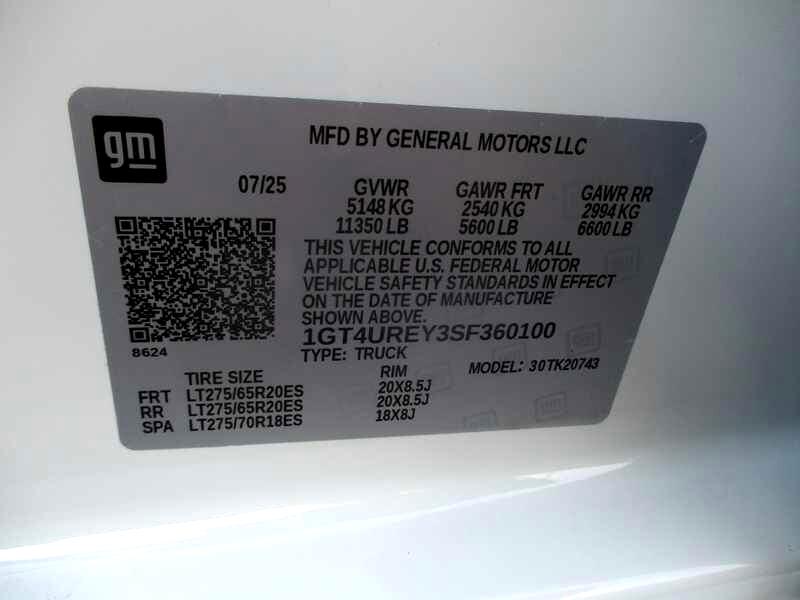 gm
MFD BY GENERAL MOTORS LLC
07/25 GVWR GAWR FRT GAWR RR
5148 KG 2540 KG 2994 KG
11350 LB 5600 LB 6600 LB
THIS VEHICLE CONFORMS TO ALL
APPLICABLE U.S. FEDERAL MOTOR
VEHICLE SAFETY STANDARDS IN EFFECT
ON THE DATE OF MANUFACTURE
SHOWN ABOVE.
1GT4UREY3SF360100
8624
TYPE: TRUCK MODEL: 30TK20743
TIRE SIZE RIM
FRT LT275/65R20ES 20X8.5J
RR LT275/65R20ES 20X8.5J
SPA LT275/70R18ES 18X8J